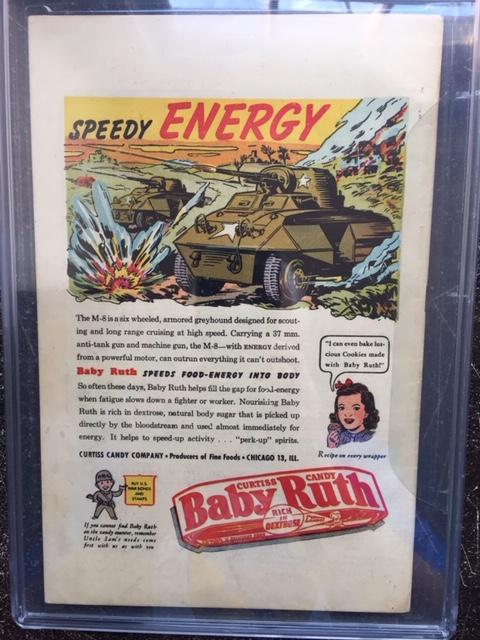 SPEEDY ENERGY
The M-8 is a six wheeled, armored greyhound designed for scout-
ing and long range cruising at high speed. Carrying a 37 mm.
anti-tank gun and machine gun, the M-8—with ENERGY derived
from a powerful motor, can outrun everything it can't outshoot.
Baby Ruth SPEEDS FOOD-ENERGY INTO BODY
So often these days, Baby Ruth helps fill the gap for food-energy
when fatigue slows down a fighter or worker. Nourishing Baby
Ruth is rich in dextrose, natural body sugar that is picked up
directly by the bloodstream and used almost immediately for
energy. It helps to speed-up activity . . . "perk-up" spirits.
CURTISS CANDY COMPANY • Producers of Fine Foods • CHICAGO 13, ILL.
"I can even bake lus-
cious Cookies made
with Baby Ruth!"
Recipe on every wrapper
BUY U.S.
WAR BONDS
AND
STAMPS
If you cannot find Baby Ruth
on the candy counter, remember
Uncle Sam's needs come
first with us as with you
CURTISS CANDY
Baby Ruth
RICH
IN
DEXTROSE